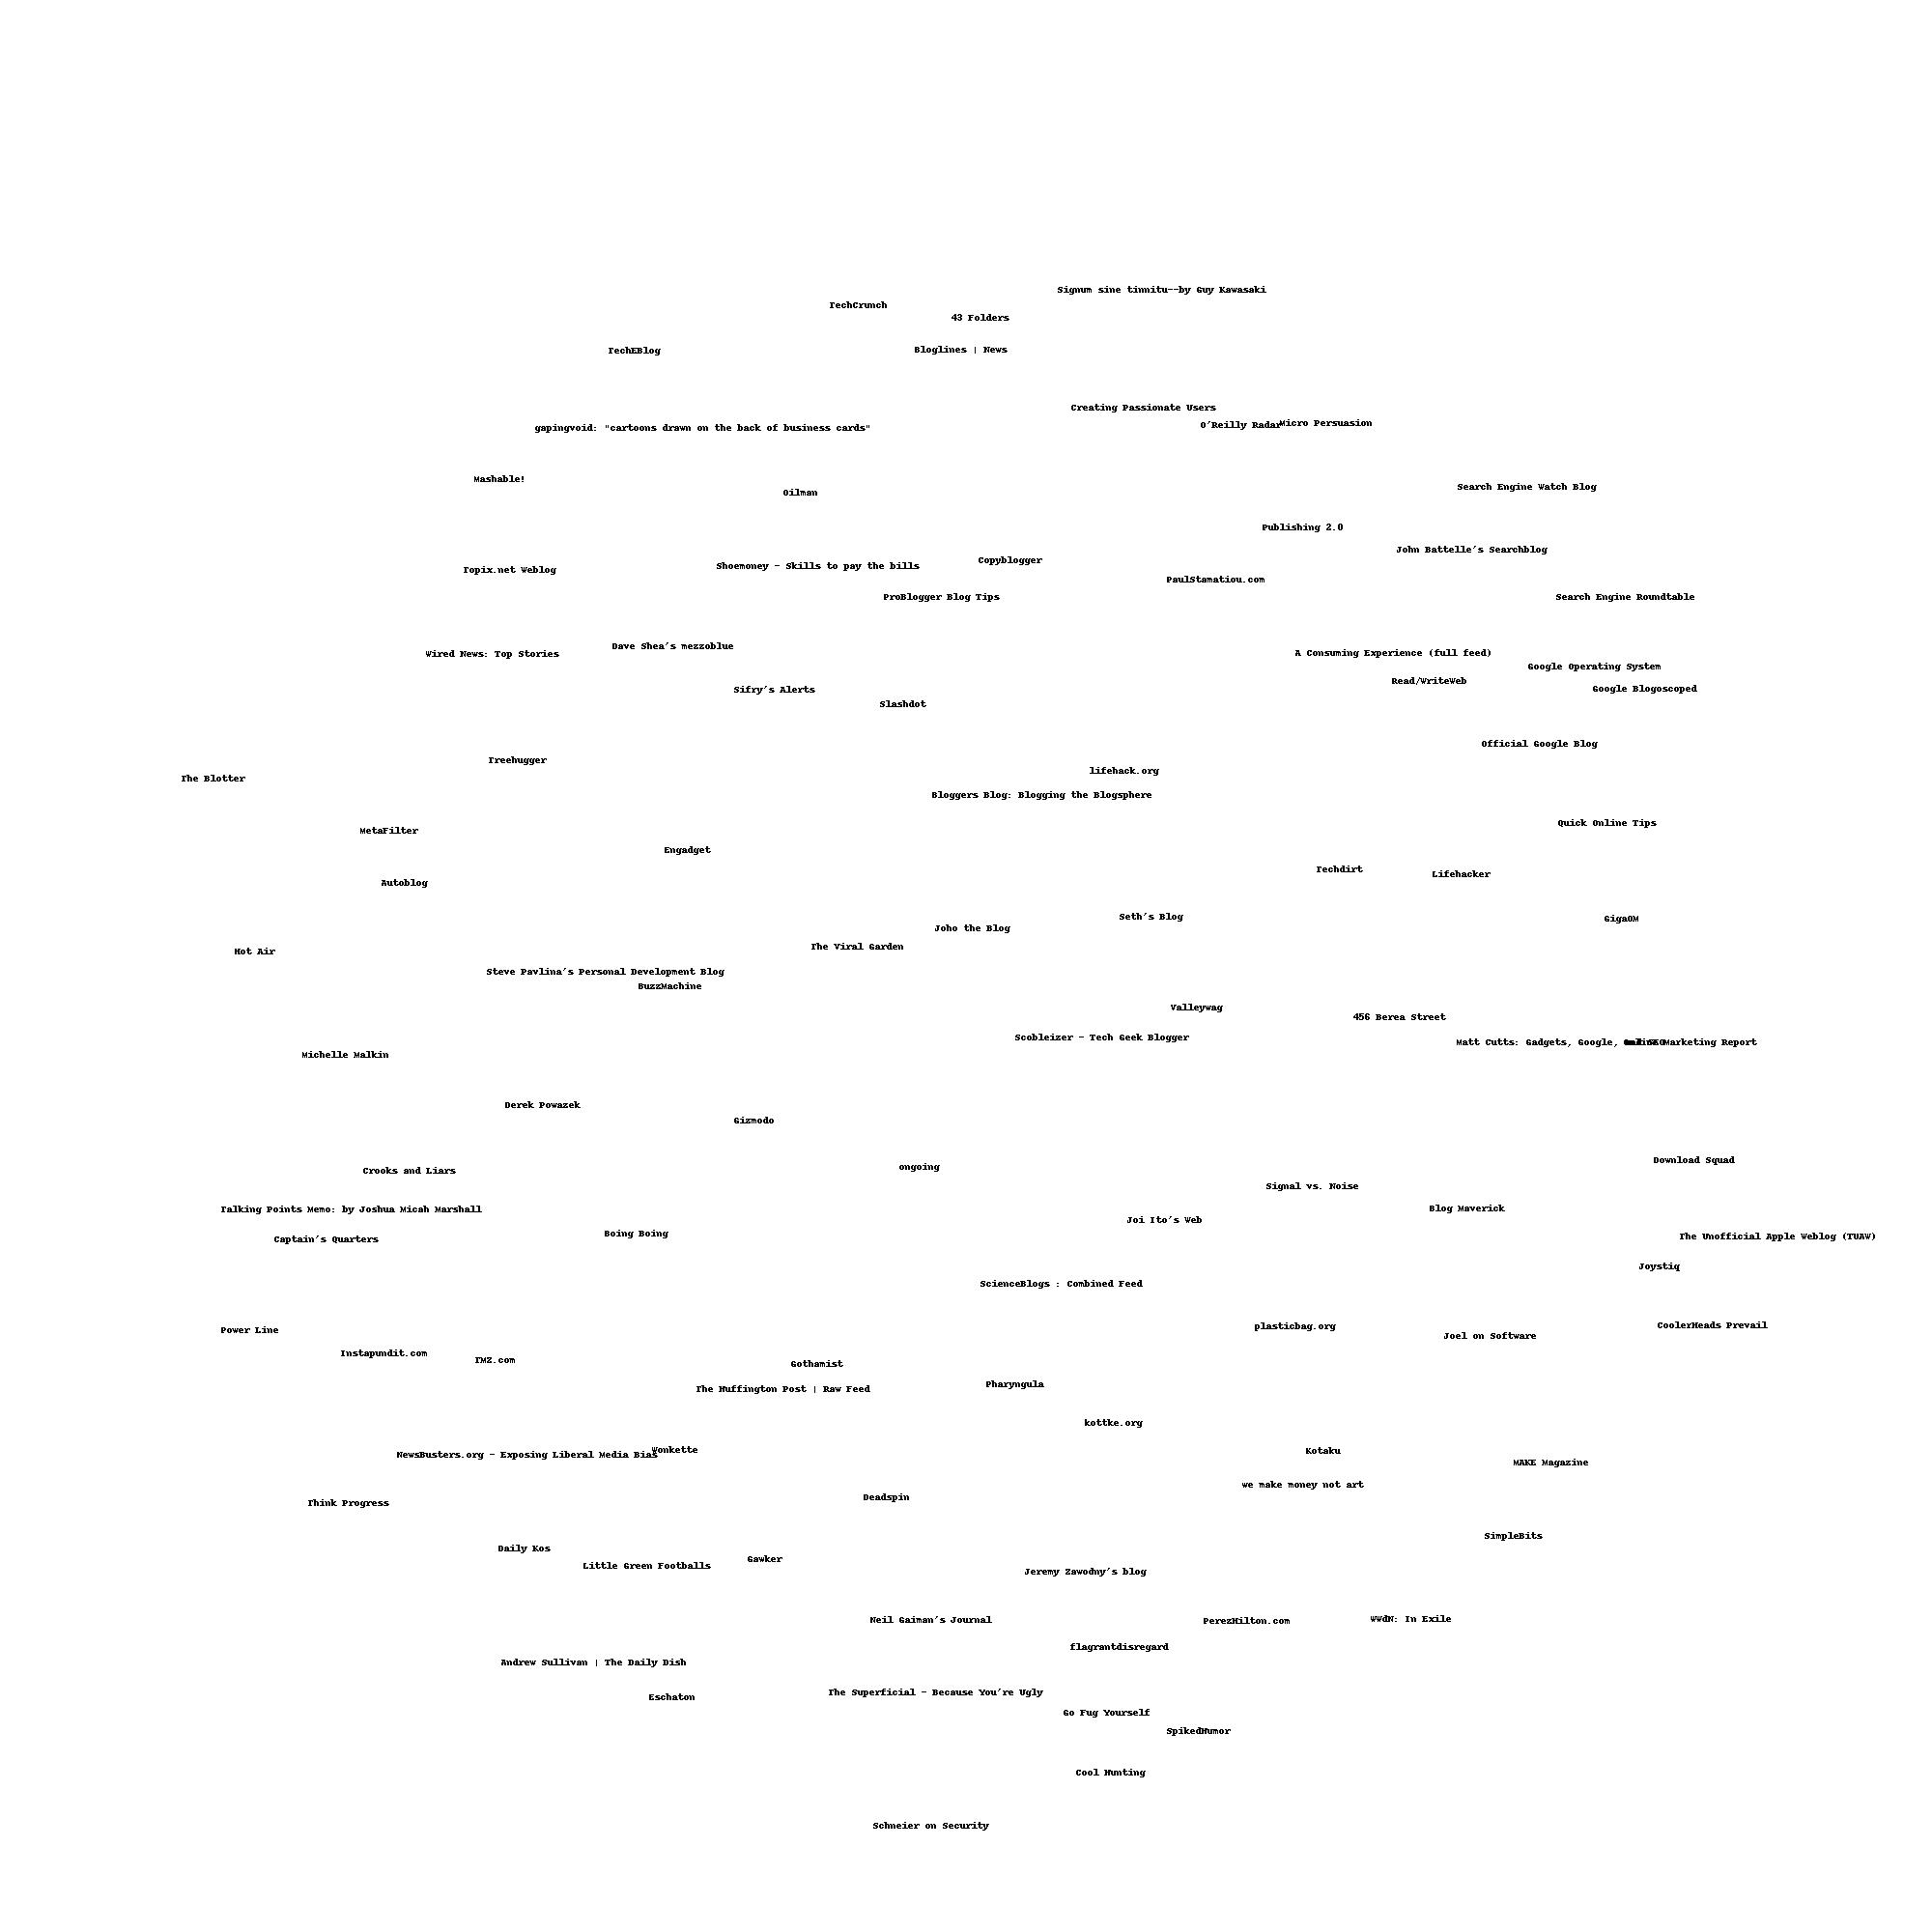 Signum sine tinnitu--by Guy Kawasaki
TechCrunch
43 Folders
TechEBlog
Bloglines | News
Creating Passionate Users
gapingvoid: "cartoons drawn on the back of business cards"
O'Reilly Radar
Micro Persuasion
Mashable!
Oilman
Search Engine Watch Blog
Publishing 2.0
John Battelle's Searchblog
Topix.net Weblog
Shoemoney - Skills to pay the bills
Copyblogger
PaulStamatiou.com
ProBlogger Blog Tips
Search Engine Roundtable
Wired News: Top Stories
Dave Shea's mezzoblue
A Consuming Experience (full feed)
Google Operating System
Read/WriteWeb
Google Blogoscoped
Sifry's Alerts
Slashdot
Official Google Blog
Treehugger
The Blotter
lifehack.org
Bloggers Blog: Blogging the Blogsphere
Quick Online Tips
MetaFilter
Engadget
Techdirt
Lifehacker
Autoblog
Seth's Blog
GigaOM
Joho the Blog
The Viral Garden
Hot Air
Steve Pavlina's Personal Development Blog
BuzzMachine
Valleywag
456 Berea Street
Scobleizer - Tech Geek Blogger
Matt Cutts: Gadgets, Google, and SEO
Online Marketing Report
Michelle Malkin
Derek Powazek
Gizmodo
Download Squad
ongoing
Crooks and Liars
Signal vs. Noise
Talking Points Memo: by Joshua Micah Marshall
Blog Maverick
Joi Ito's Web
Boing Boing
Captain's Quarters
The Unofficial Apple Weblog (TUAW)
Joystiq
ScienceBlogs : Combined Feed
Power Line
plasticbag.org
CoolerHeads Prevail
Joel on Software
Instapundit.com
TMZ.com
Gothamist
The Huffington Post | Raw Feed
Pharyngula
kottke.org
NewsBusters.org - Exposing Liberal Media Bias
Wonkette
Kotaku
MAKE Magazine
we make money not art
Think Progress
Deadspin
SimpleBits
Daily Kos
Little Green Footballs
Gawker
Jeremy Zawodny's blog
Neil Gaiman's Journal
PerezHilton.com
WWdN: In Exile
flagrantdisregard
Andrew Sullivan | The Daily Dish
Eschaton
The Superficial - Because You're Ugly
Go Fug Yourself
SpikedHumor
Cool Hunting
Schneier on Security